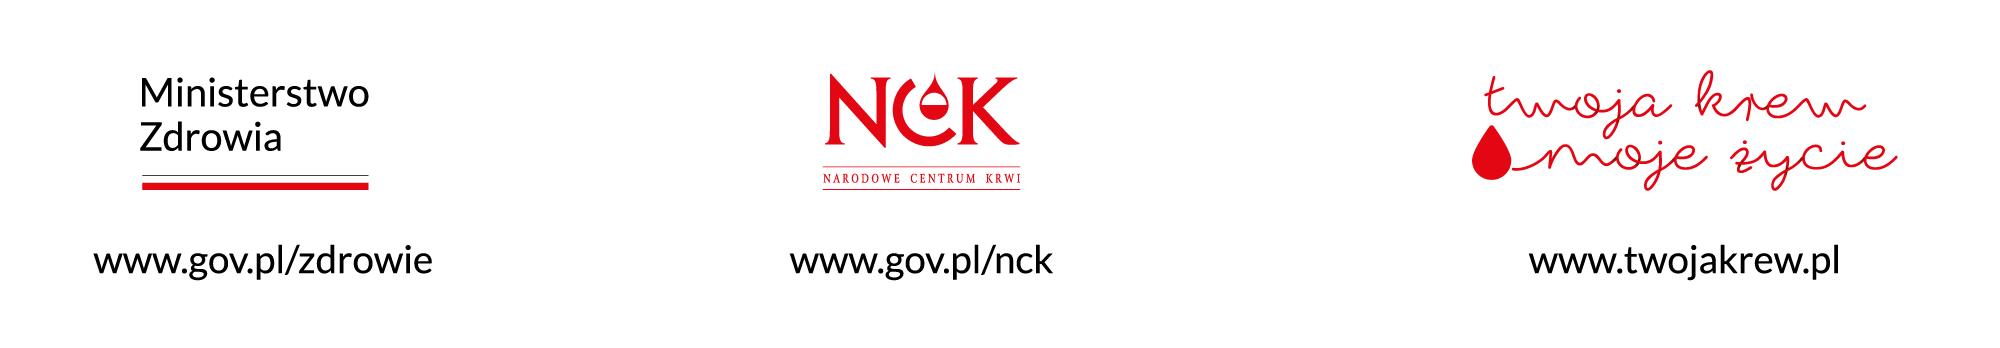 Ministerstwo
Zdrowia
www.gov.pl/zdrowie
NCK
NARODOWE CENTRUM KRWI
www.gov.pl/nck
twoja krew
moje życie
www.twojakrew.pl